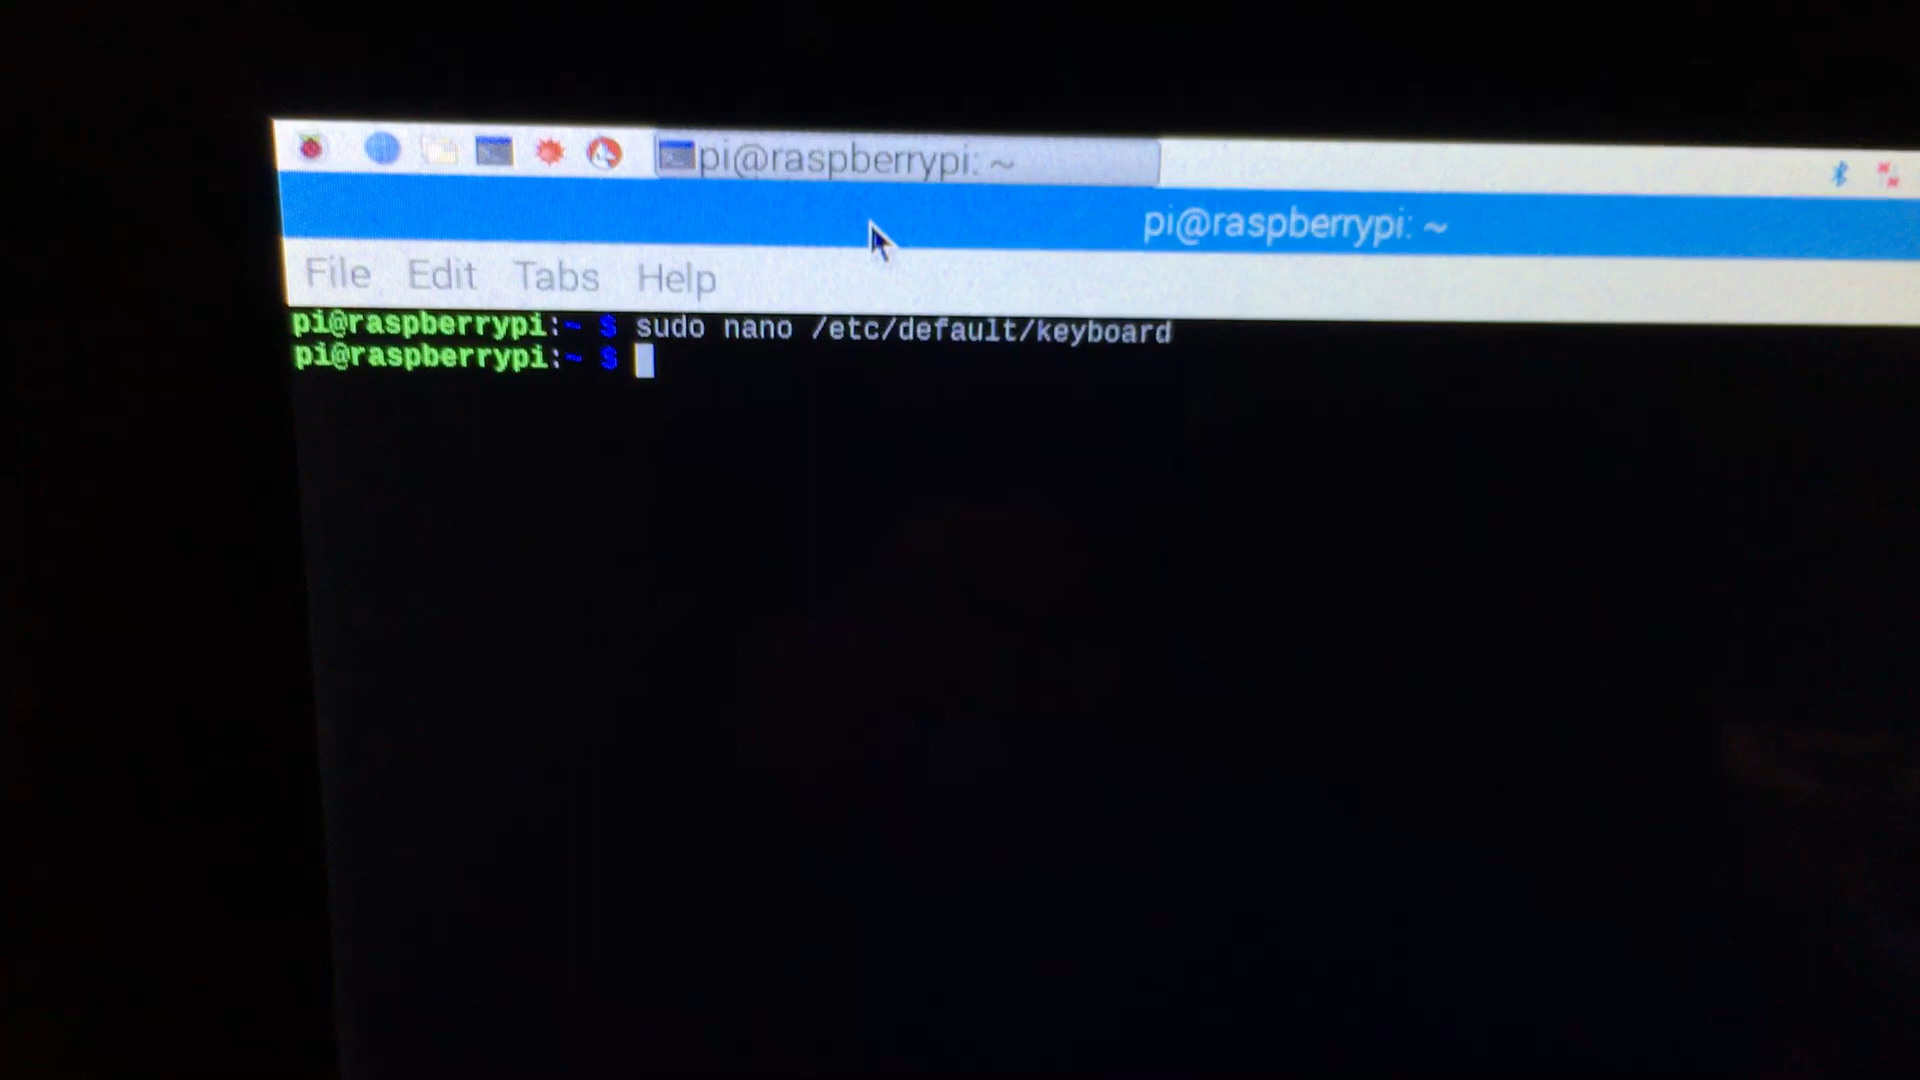 pi@raspberrypi: ~
pi@raspberrypi: ~
File Edit Tabs Help
pi@raspberrypi:~ $ sudo nano /etc/default/keyboard
pi@raspberrypi:~ $